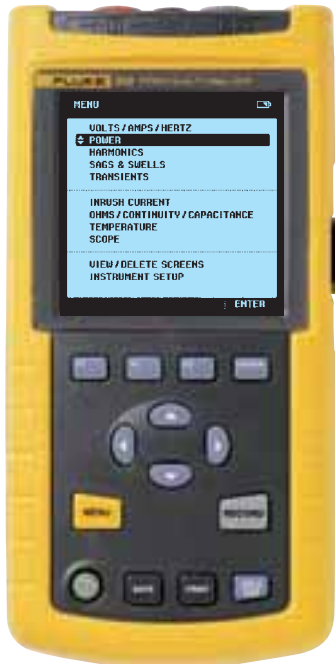 FLUKE
MENU
VOLTS/AMPS/HERTZ
POWER
HARMONICS
SAGS & SWELLS
TRANSIENTS
INRUSH CURRENT
OHMS/CONTINUITY/CAPACITANCE
TEMPERATURE
SCOPE
VIEW/DELETE SCREENS
INSTRUMENT SETUP
ENTER
MENU
RECORD